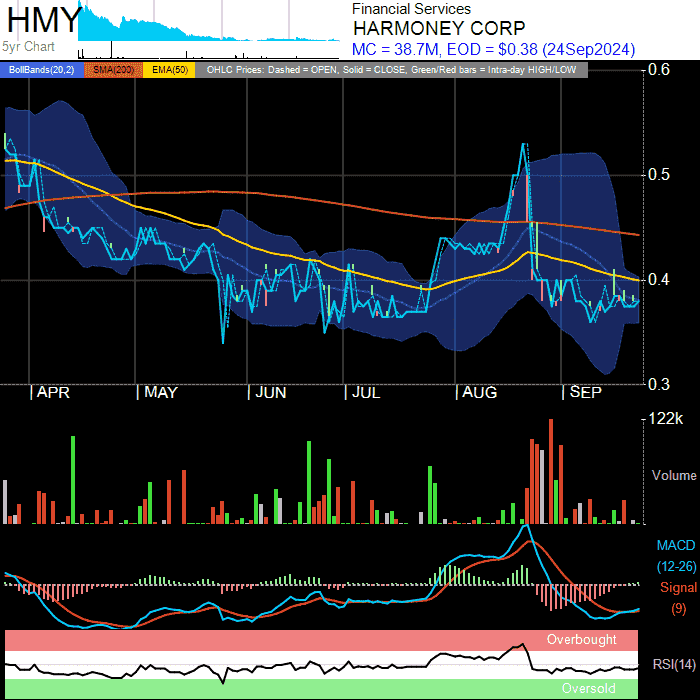 HMY
5yr Chart
Financial Services
HARMONEY CORP
MC = 38.7M, EOD = $0.38 (24Sep2024)
BollBands(20,2) SMA(200) EMA(50) OHLC Prices: Dashed = OPEN, Solid = CLOSE, Green/Red bars = Intra-day HIGH/LOW
0.6
0.5
0.4
0.3
| APR | MAY | JUN | JUL | AUG | SEP
122k
Volume
MACD
(12-26)
Signal
(9)
Overbought
RSI(14)
Oversold